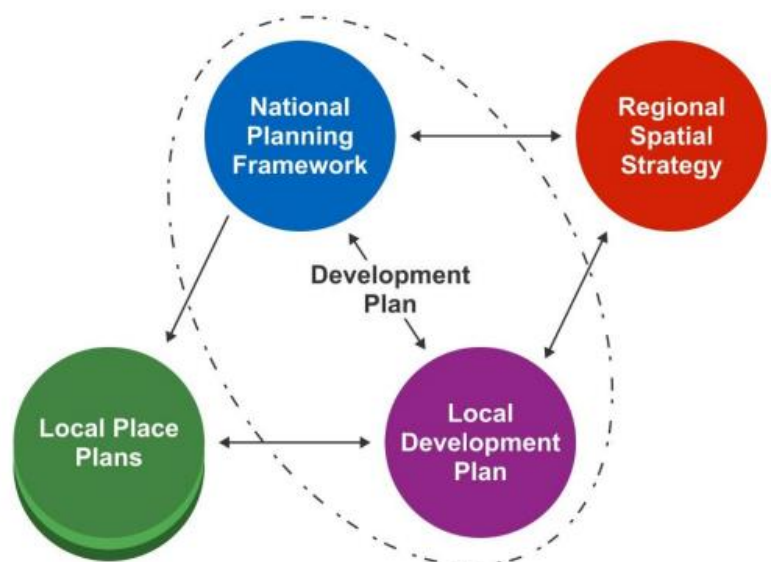 National
Planning
Framework
Regional
Spatial
Strategy
Development
Plan
Local Place
Plans
Local
Development
Plan